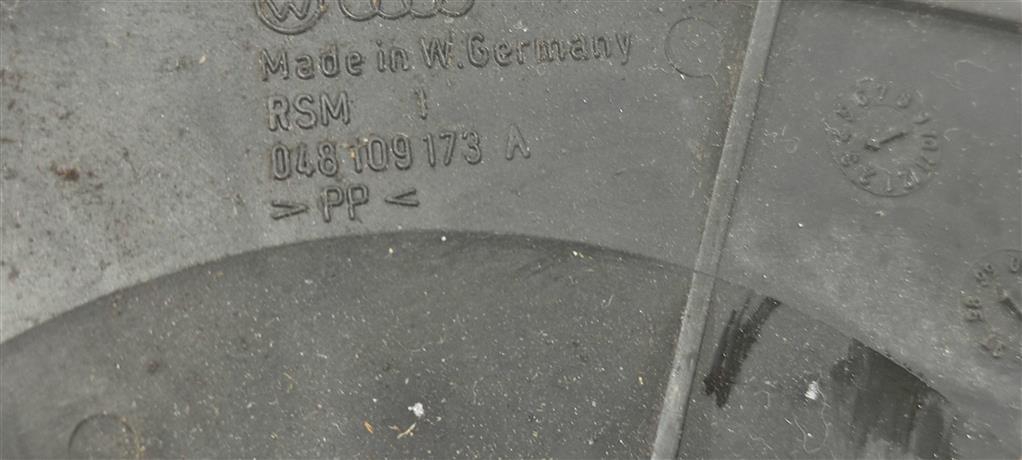 Made in W.Germany
RSM 1
048 109 173 A
> PP <